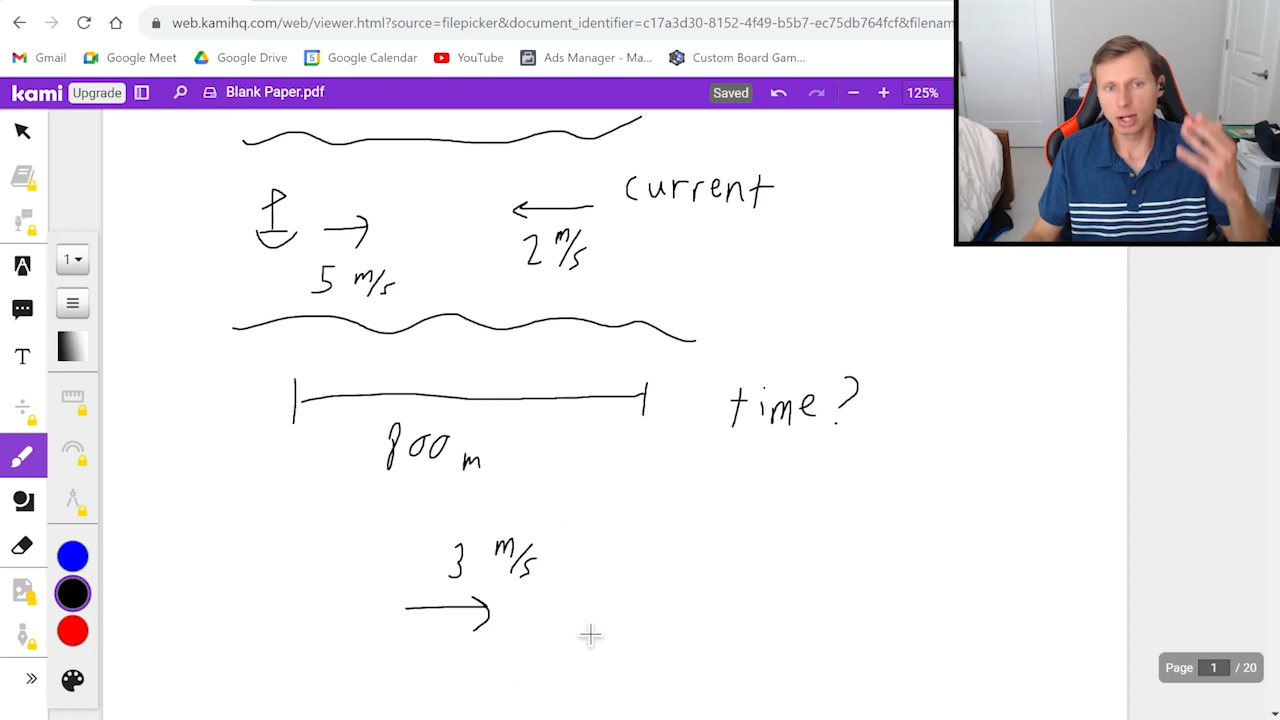 web.kamihq.com/web/viewer.html?source=filepicker&document_identifier=c17a3d30-8152-4f49-b5b7-ec75db764fcf&filenam
Gmail Google Meet Google Drive 5 Google Calendar YouTube Ads Manager - Ma... Custom Board Gam...
kami Upgrade Blank Paper.pdf Saved 125%
current
5 m/s
2 m/s
1
T
800 m
time?
3 m/s
Page 1 / 20